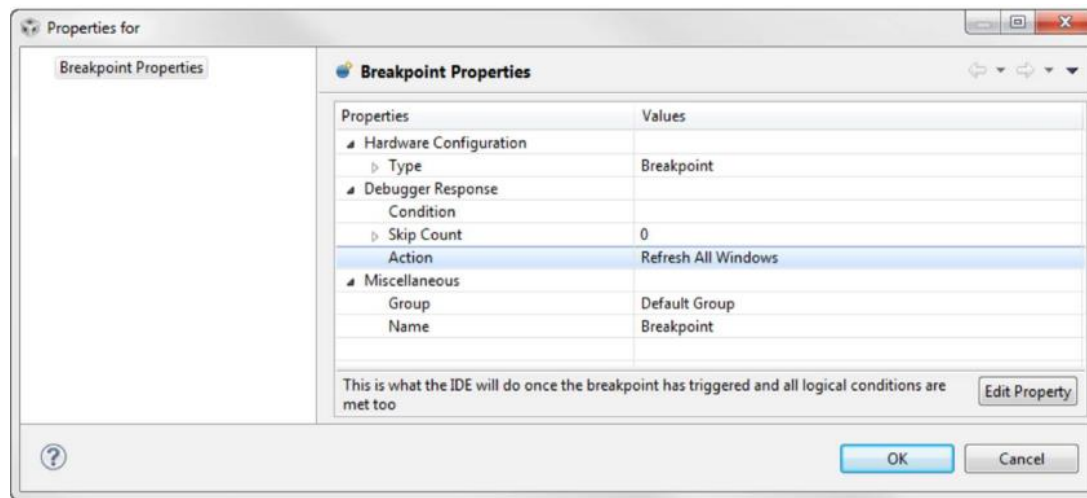 Properties for
Breakpoint Properties
Breakpoint Properties
Properties Values
Hardware Configuration
Type Breakpoint
Debugger Response
Condition
Skip Count 0
Action Refresh All Windows
Miscellaneous
Group Default Group
Name Breakpoint
This is what the IDE will do once the breakpoint has triggered and all logical conditions are
met too
Edit Property
OK Cancel